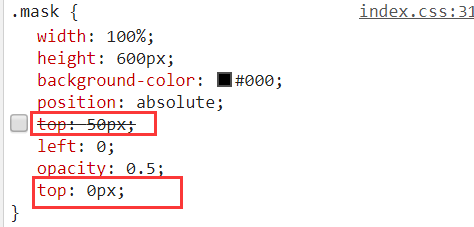 .mask {
index.css:31
width: 100%;
height: 600px;
background-color: #000;
position: absolute;
top: 50px;
left: 0;
opacity: 0.5;
top: 0px;
}